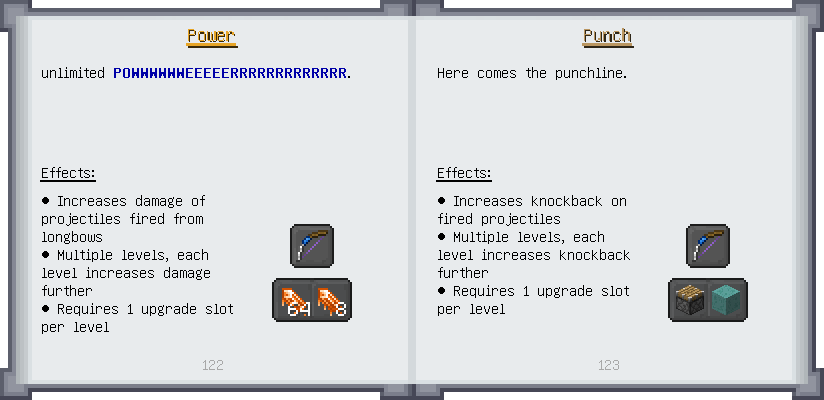 Power
unlimited POWWWWWEEEEERRRRRRRRRRRRR.
Effects:
● Increases damage of
projectiles fired from
longbows
● Multiple levels, each
level increases damage
further
● Requires 1 upgrade slot
per level
64 8
122
Punch
Here comes the punchline.
Effects:
● Increases knockback on
fired projectiles
● Multiple levels, each
level increases knockback
further
● Requires 1 upgrade slot
per level
123